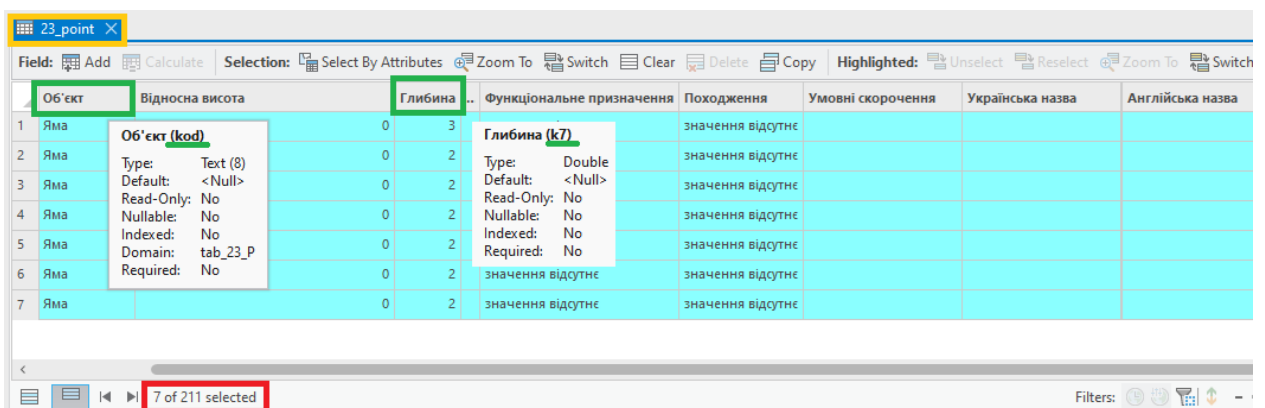 23_point
Field: Add Calculate Selection: Select By Attributes Zoom To Switch Clear Delete Copy Highlighted: Unselect Reselect Zoom To Switch
Об'єкт Відносна висота Глибина .. Функціональне призначення Походження Умовні скорочення Українська назва Англійська назва
1 Яма 0 3 значення відсутнє
2 Яма 0 2 значення відсутнє
3 Яма 0 2 значення відсутнє
4 Яма 0 2 значення відсутнє
5 Яма 0 2 значення відсутнє
6 Яма 0 2 значення відсутнє значення відсутнє
7 Яма 0 2 значення відсутнє значення відсутнє
Об'єкт (kod)
Type: Text (8)
Default: <Null>
Read-Only: No
Nullable: No
Indexed: No
Domain: tab_23_P
Required: No
Глибина (k7)
Type: Double
Default: <Null>
Read-Only: No
Nullable: No
Indexed: No
Required: No
7 of 211 selected
Filters: